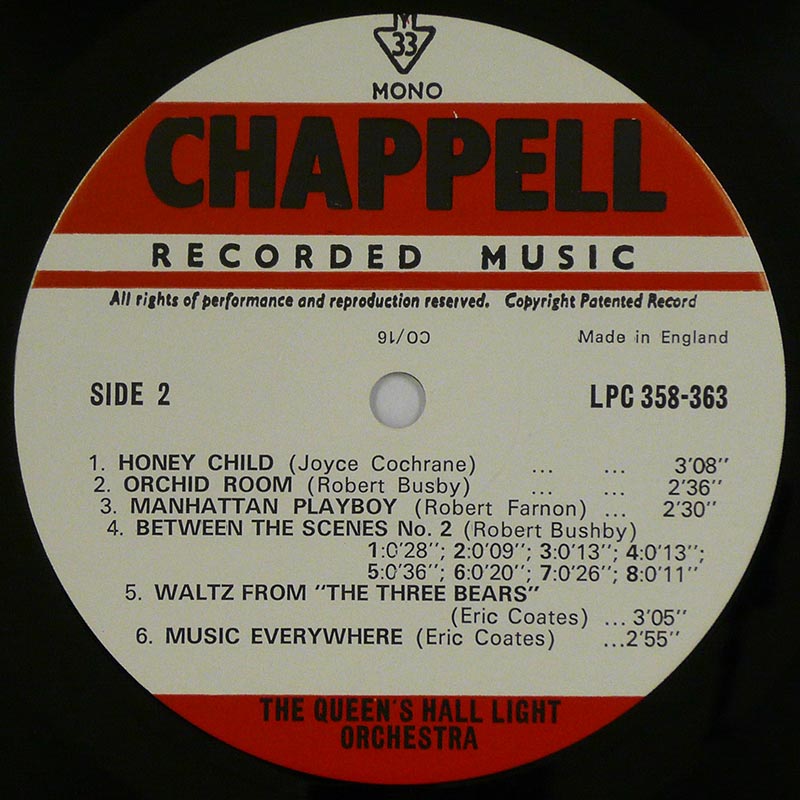 33
MONO
CHAPPELL
RECORDED MUSIC
All rights of performance and reproduction reserved. Copyright Patented Record
CO/16
Made in England
SIDE 2
LPC 358-363
1. HONEY CHILD (Joyce Cochrane) ... ... 3'08"
2. ORCHID ROOM (Robert Busby) ... ... 2'36"
3. MANHATTAN PLAYBOY (Robert Farnon) ... 2'30"
4. BETWEEN THE SCENES No. 2 (Robert Bushby)
1:0'28"; 2:0'09"; 3:0'13"; 4:0'13";
5:0'36"; 6:0'20"; 7:0'26"; 8:0'11"
5. WALTZ FROM "THE THREE BEARS"
(Eric Coates) ... 3'05"
6. MUSIC EVERYWHERE (Eric Coates) ...2'55"
THE QUEEN'S HALL LIGHT
ORCHESTRA